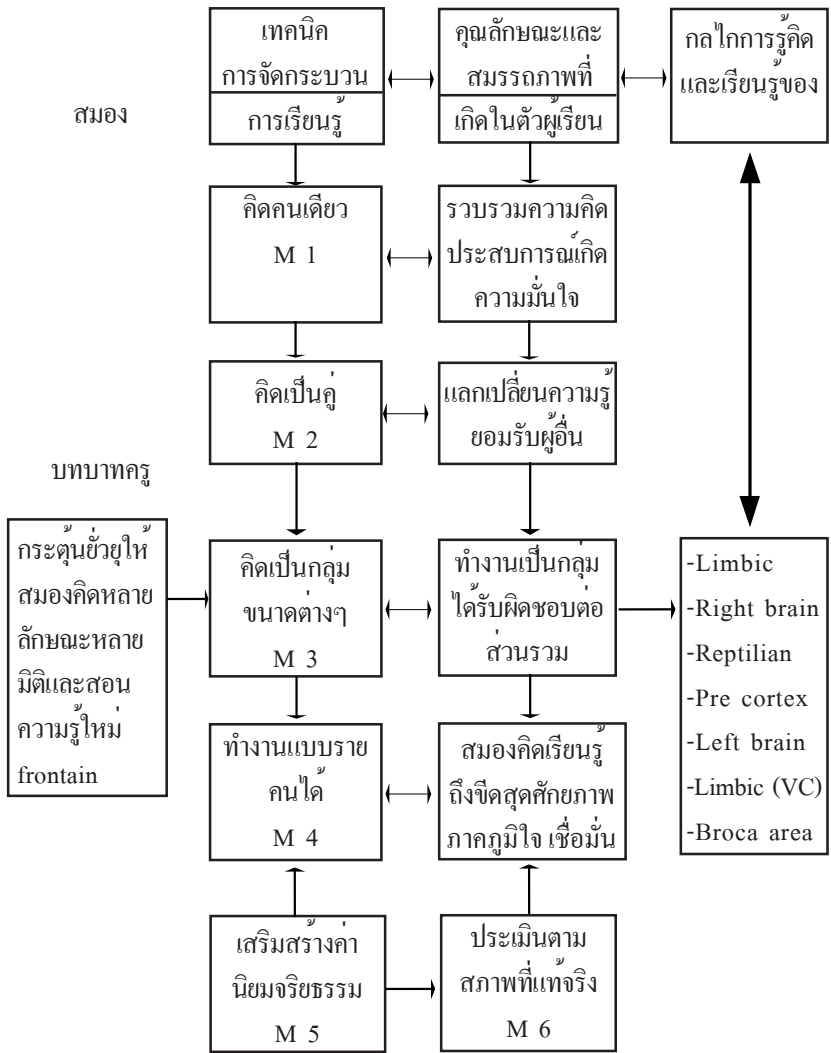 เทคนิค
การจัดกระบวน
การเรียนรู้
คุณลักษณะและ
สมรรถภาพที่
เกิดในตัวผู้เรียน
กลไกการรู้คิด
และเรียนรู้ของ
สมอง
คิดคนเดียว
M 1
รวบรวมความคิด
ประสบการณ์เกิด
ความมั่นใจ
คิดเป็นคู่
M 2
แลกเปลี่ยนความรู้
ยอมรับผู้อื่น
บทบาทครู
กระตุ้นยั่วยุให้
สมองคิดหลาย
ลักษณะหลาย
มิติและสอน
ความรู้ใหม่
frontain
คิดเป็นกลุ่ม
ขนาดต่างๆ
M 3
ทำงานเป็นกลุ่ม
ได้รับผิดชอบต่อ
ส่วนรวม
-Limbic
-Right brain
-Reptilian
-Pre cortex
-Left brain
-Limbic (VC)
-Broca area
ทำงานแบบราย
คนได้
M 4
สมองคิดเรียนรู้
ถึงขีดสุดศักยภาพ
ภาคภูมิใจ เชื่อมั่น
เสริมสร้างค่า
นิยมจริยธรรม
M 5
ประเมินตาม
สภาพที่แท้จริง
M 6